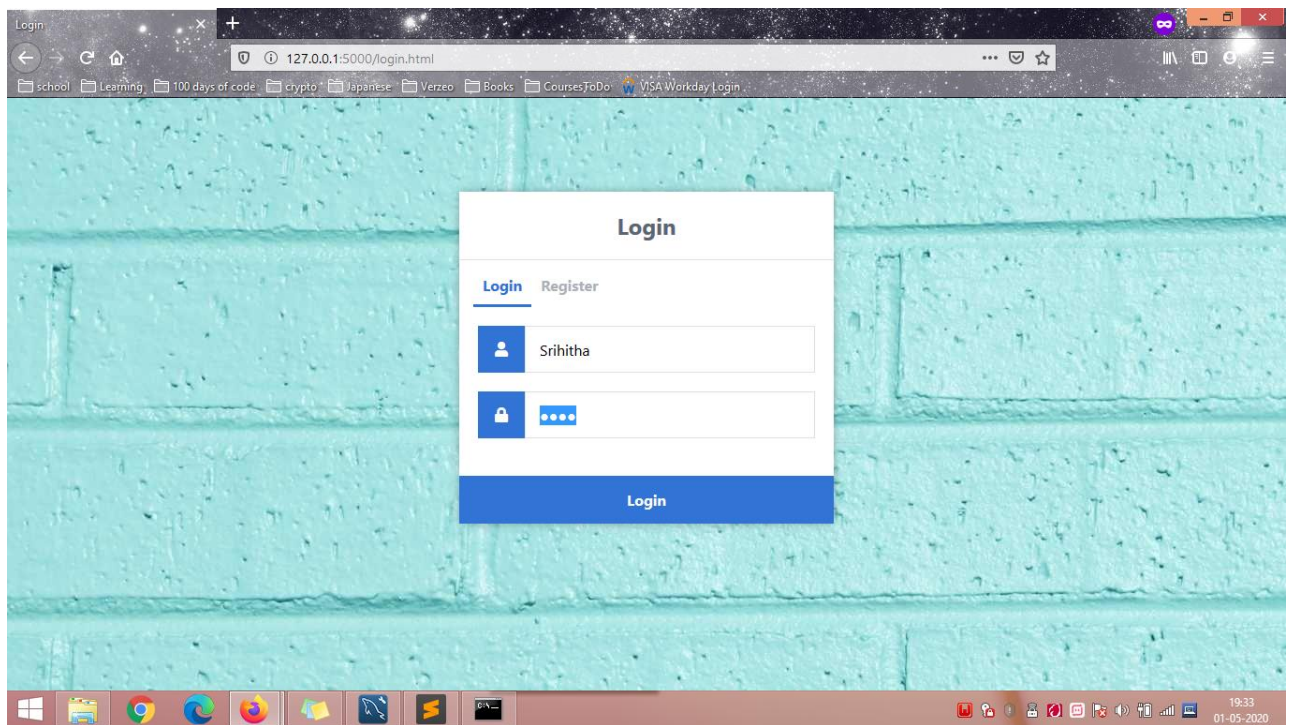 Login
127.0.0.1:5000/login.html
school Learning 100 days of code crypto Japanese Verzeo Books CoursesToDo VISA Workday Login
Login
Login Register
Srihitha
Login
19:33
01-05-2020